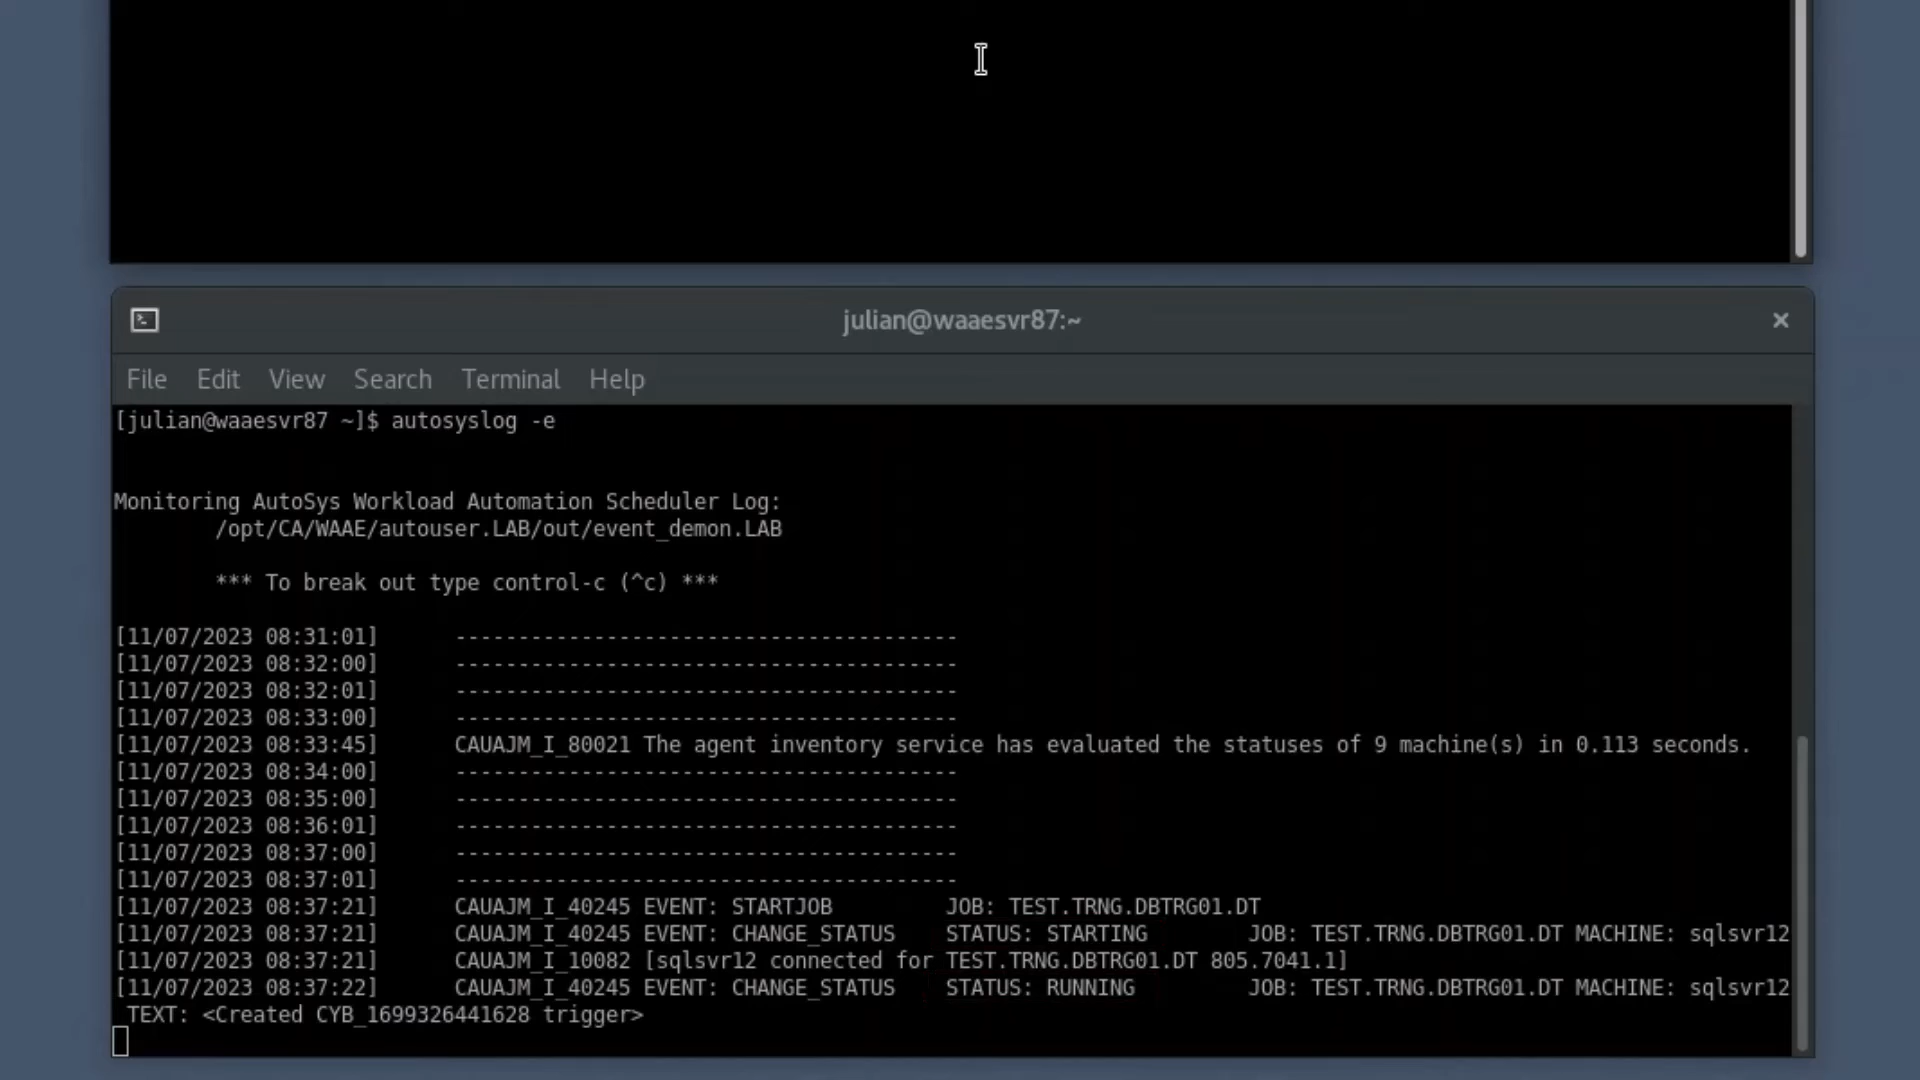 julian@waaesvr87:~
File Edit View Search Terminal Help
[julian@waaesvr87 ~]$ autosyslog -e
Monitoring AutoSys Workload Automation Scheduler Log:
/opt/CA/WAAE/autouser.LAB/out/event_demon.LAB
*** To break out type control-c (^c) ***
[11/07/2023 08:31:01] ----------------------------------------
[11/07/2023 08:32:00] ----------------------------------------
[11/07/2023 08:32:01] ----------------------------------------
[11/07/2023 08:33:00] ----------------------------------------
[11/07/2023 08:33:45] CAUAJM_I_80021 The agent inventory service has evaluated the statuses of 9 machine(s) in 0.113 seconds.
[11/07/2023 08:34:00] ----------------------------------------
[11/07/2023 08:35:00] ----------------------------------------
[11/07/2023 08:36:01] ----------------------------------------
[11/07/2023 08:37:00] ----------------------------------------
[11/07/2023 08:37:01] ----------------------------------------
[11/07/2023 08:37:21] CAUAJM_I_40245 EVENT: STARTJOB JOB: TEST.TRNG.DBTRG01.DT
[11/07/2023 08:37:21] CAUAJM_I_40245 EVENT: CHANGE_STATUS STATUS: STARTING JOB: TEST.TRNG.DBTRG01.DT MACHINE: sqlsvr12
[11/07/2023 08:37:21] CAUAJM_I_10082 [sqlsvr12 connected for TEST.TRNG.DBTRG01.DT 805.7041.1]
[11/07/2023 08:37:22] CAUAJM_I_40245 EVENT: CHANGE_STATUS STATUS: RUNNING JOB: TEST.TRNG.DBTRG01.DT MACHINE: sqlsvr12
TEXT: <Created CYB_1699326441628 trigger>